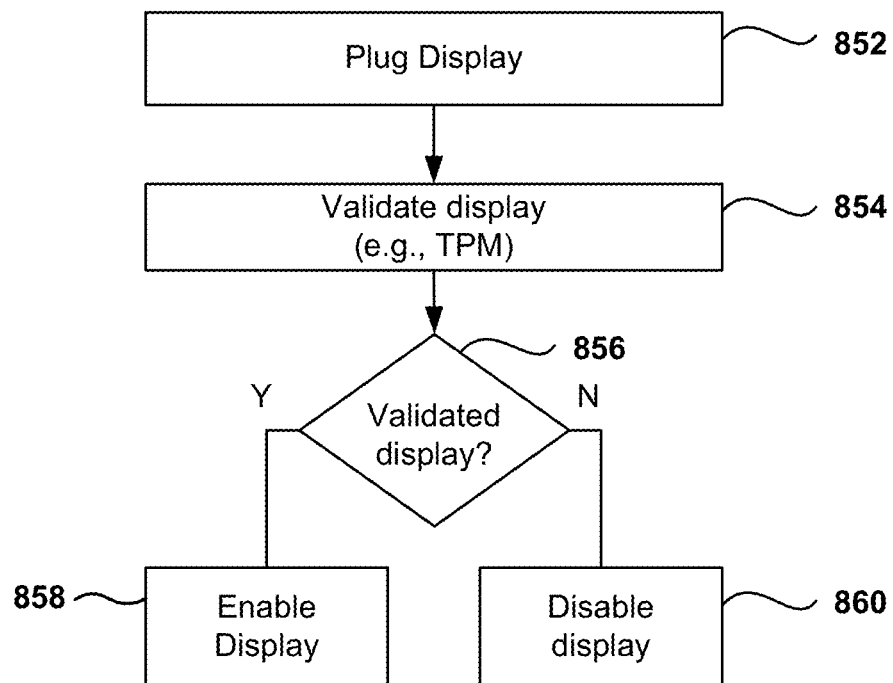 Plug Display
852
Validate display
(e.g., TPM)
854
856
Y
N
Validated
display?
858
Enable
Display
Disable
display
860